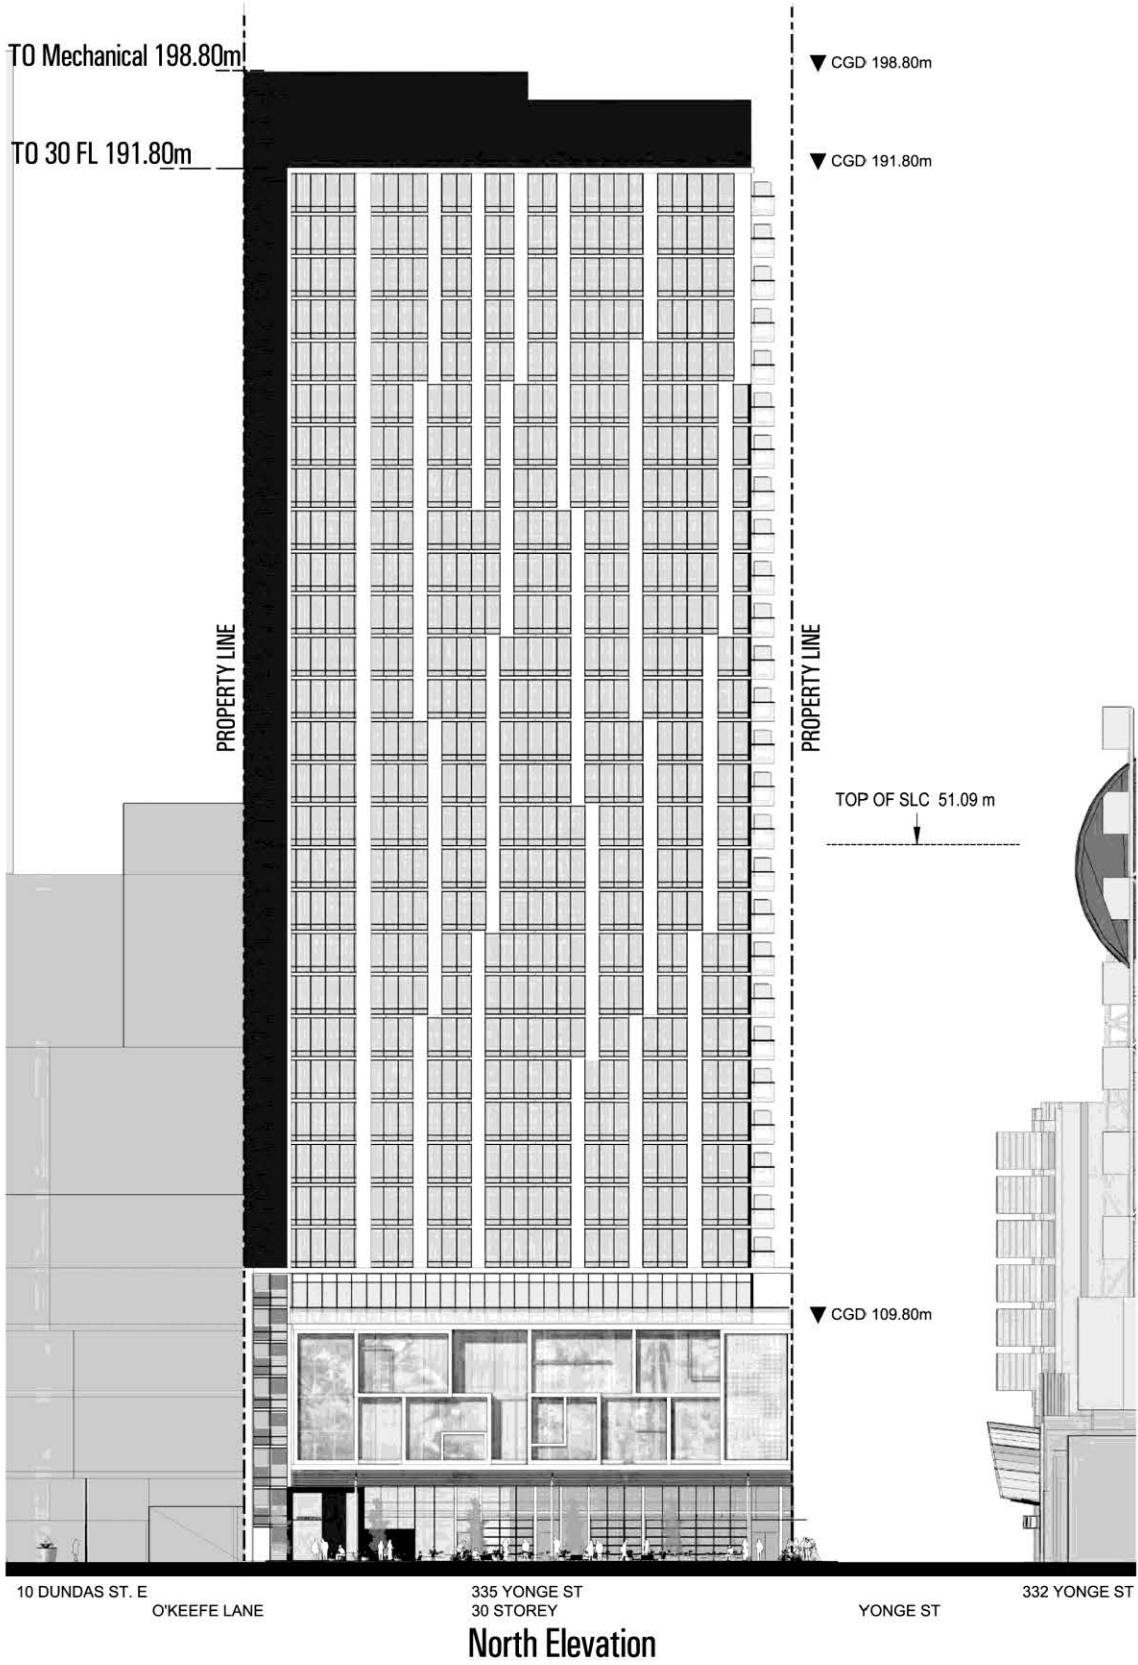 TO Mechanical 198.80m
CGD 198.80m
TO 30 FL 191.80m
CGD 191.80m
PROPERTY LINE
PROPERTY LINE
TOP OF SLC 51.09 m
CGD 109.80m
10 DUNDAS ST. E
335 YONGE ST
332 YONGE ST
O'KEEFE LANE
30 STOREY
YONGE ST
North Elevation